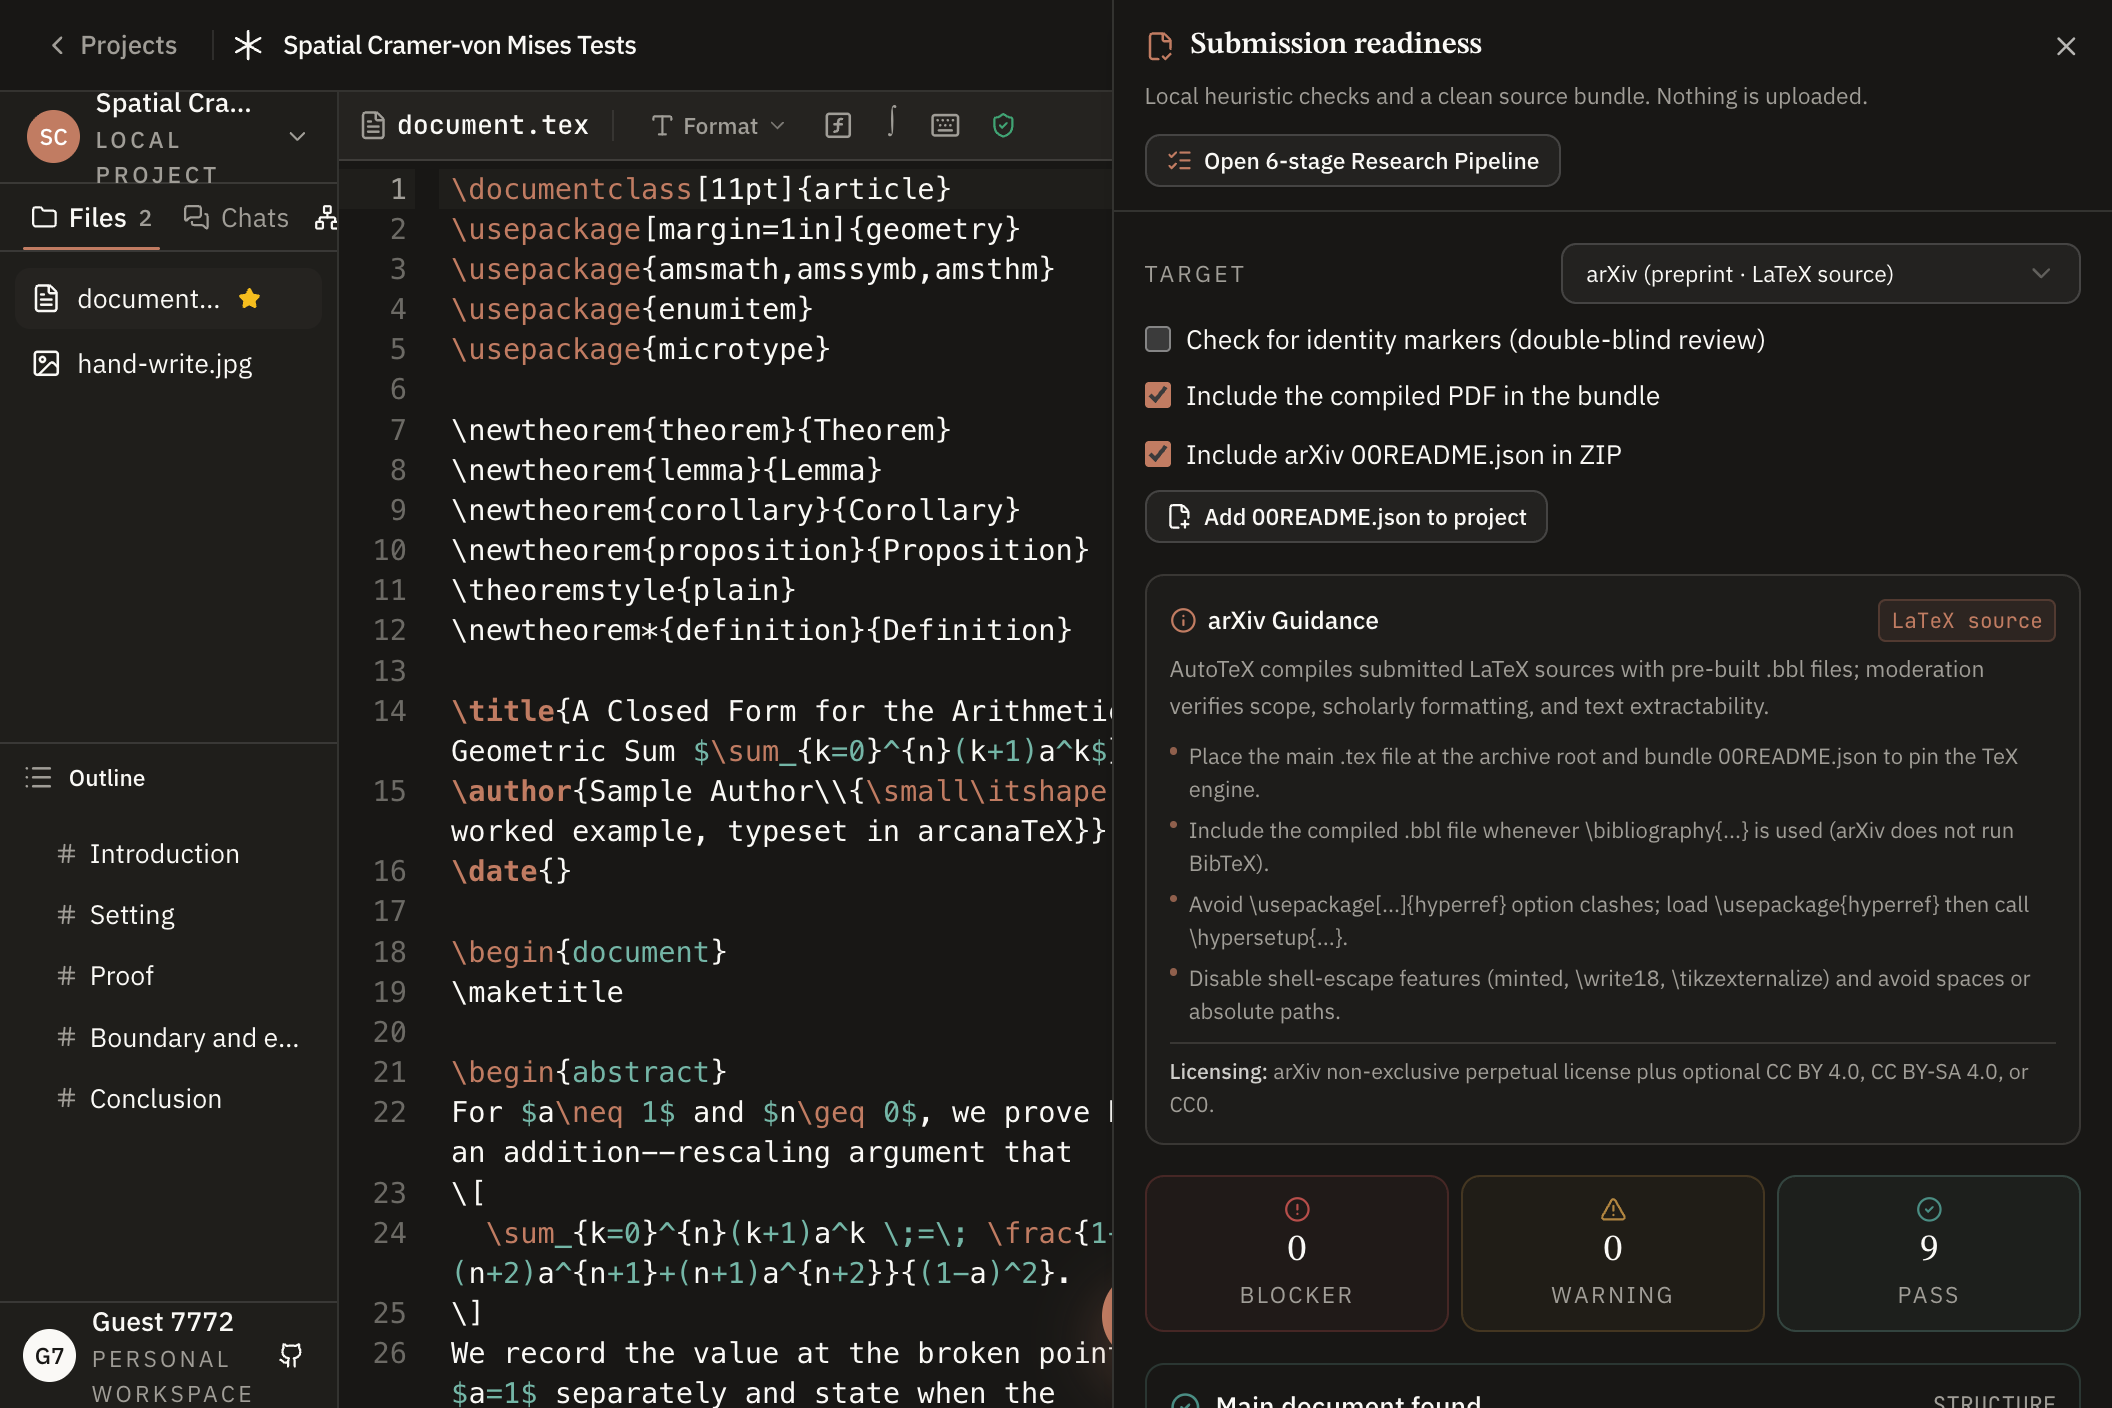 Projects
Spatial Cramer-von Mises Tests
SC
Spatial Cra...
LOCAL
PROJECT
Files 2
Chats
document...
hand-write.jpg
Outline
# Introduction
# Setting
# Proof
# Boundary and e...
# Conclusion
G7
Guest 7772
PERSONAL
WORKSPACE
document.tex
Format
1 \documentclass[11pt]{article}
2 \usepackage[margin=1in]{geometry}
3 \usepackage{amsmath,amssymb,amsthm}
4 \usepackage{enumitem}
5 \usepackage{microtype}
6
7 \newtheorem{theorem}{Theorem}
8 \newtheorem{lemma}{Lemma}
9 \newtheorem{corollary}{Corollary}
10 \newtheorem{proposition}{Proposition}
11 \theoremstyle{plain}
12 \newtheorem*{definition}{Definition}
13
14 \title{A Closed Form for the Arithmetic
Geometric Sum $\sum_{k=0}^{n}(k+1)a^k$}
15 \author{Sample Author\\{\small\itshape
worked example, typeset in arcanaTeX}}
16 \date{}
17
18 \begin{document}
19 \maketitle
20
21 \begin{abstract}
22 For $a\neq 1$ and $n\geq 0$, we prove
an addition--rescaling argument that
23 \[
24 \sum_{k=0}^{n}(k+1)a^k \;=\; \frac{1-
(n+2)a^{n+1}+(n+1)a^{n+2}}{(1-a)^2}.
25 \]
26 We record the value at the broken point
$a=1$ separately and state when the
Submission readiness
Local heuristic checks and a clean source bundle. Nothing is uploaded.
Open 6-stage Research Pipeline
TARGET
arXiv (preprint · LaTeX source)
Check for identity markers (double-blind review)
Include the compiled PDF in the bundle
Include arXiv 00README.json in ZIP
Add 00README.json to project
arXiv Guidance
LaTeX source
AutoTeX compiles submitted LaTeX sources with pre-built .bbl files; moderation
verifies scope, scholarly formatting, and text extractability.
• Place the main .tex file at the archive root and bundle 00README.json to pin the TeX
engine.
• Include the compiled .bbl file whenever \bibliography{...} is used (arXiv does not run
BibTeX).
• Avoid \usepackage[...]{hyperref} option clashes; load \usepackage{hyperref} then call
\hypersetup{...}.
• Disable shell-escape features (minted, \write18, \tikzexternalize) and avoid spaces or
absolute paths.
Licensing: arXiv non-exclusive perpetual license plus optional CC BY 4.0, CC BY-SA 4.0, or
CC0.
0
BLOCKER
0
WARNING
9
PASS
Main document found
STRUCTURE